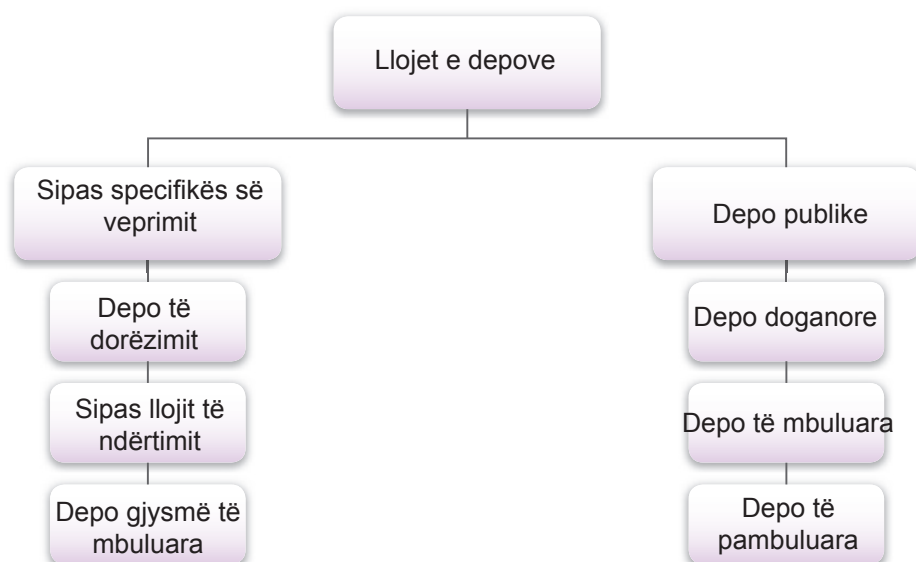 Llojet e depove
Sipas specifikës së
veprimit
Depo publike
Depo të
dorëzimit
Depo doganore
Sipas llojit të
ndërtimit
Depo të mbuluara
Depo gjysmë të
mbuluara
Depo të
pambuluara